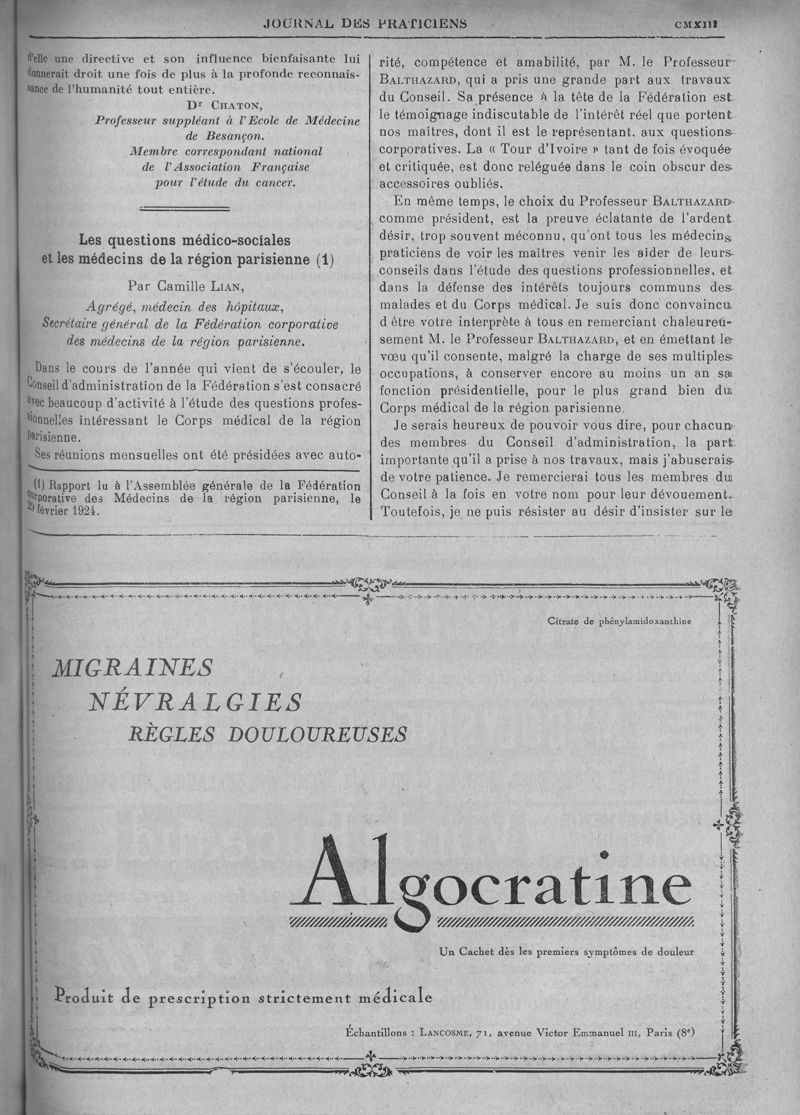 JOURNAL DES PRATICIENS
CMXIII
d'elle une directive et son influence bienfaisante lui
donnerait droit une fois de plus à la profonde reconnais-
sance de l'humanité tout entière.
Dr CHATON,
Professeur suppléant à l'Ecole de Médecine
de Besançon.
Membre correspondant national
de l'Association Française
pour l'étude du cancer.
Les questions médico-sociales
et les médecins de la région parisienne (1)
Par Camille LIAN,
Agrégé, médecin des hôpitaux,
Secrétaire général de la Fédération corporative
des médecins de la région parisienne.
Dans le cours de l'année qui vient de s'écouler, le
Conseil d'administration de la Fédération s'est consacré
avec beaucoup d'activité à l'étude des questions profes-
sionnelles intéressant le Corps médical de la région
parisienne.
Ses réunions mensuelles ont été présidées avec auto-
(1) Rapport lu à l'Assemblée générale de la Fédération
corporative des Médecins de la région parisienne, le
29 février 1924.
rité, compétence et amabilité, par M. le Professeur
BALTHAZARD, qui a pris une grande part aux travaux
du Conseil. Sa présence à la tête de la Fédération est
le témoignage indiscutable de l'intérêt réel que portent
nos maîtres, dont il est le représentant, aux questions
corporatives. La « Tour d'Ivoire » tant de fois évoquée
et critiquée, est donc reléguée dans le coin obscur des
accessoires oubliés.
En même temps, le choix du Professeur BALTHAZARD
comme président, est la preuve éclatante de l'ardent
désir, trop souvent méconnu, qu'ont tous les médecins
praticiens de voir les maîtres venir les aider de leurs
conseils dans l'étude des questions professionnelles, et
dans la défense des intérêts toujours communs des
malades et du Corps médical. Je suis donc convaincu
d être votre interprète à tous en remerciant chaleureu-
sement M. le Professeur BALTHAZARD, et en émettant le
vœu qu'il consente, malgré la charge de ses multiples
occupations, à conserver encore au moins un an sa
fonction présidentielle, pour le plus grand bien du
Corps médical de la région parisienne.
Je serais heureux de pouvoir vous dire, pour chacun
des membres du Conseil d'administration, la part
importante qu'il a prise à nos travaux, mais j'abuserais
de votre patience. Je remercierai tous les membres du
Conseil à la fois en votre nom pour leur dévouement.
Toutefois, je ne puis résister au désir d'insister sur le
Citrate de phénylamidoxanthine
MIGRAINES
NÉVRALGIES
RÈGLES DOULOUREUSES
Algocratine
Un Cachet dès les premiers symptômes de douleur
Produit de prescription strictement médicale
Échantillons : LANCOSME, 71, avenue Victor Emmanuel III, Paris (8e)